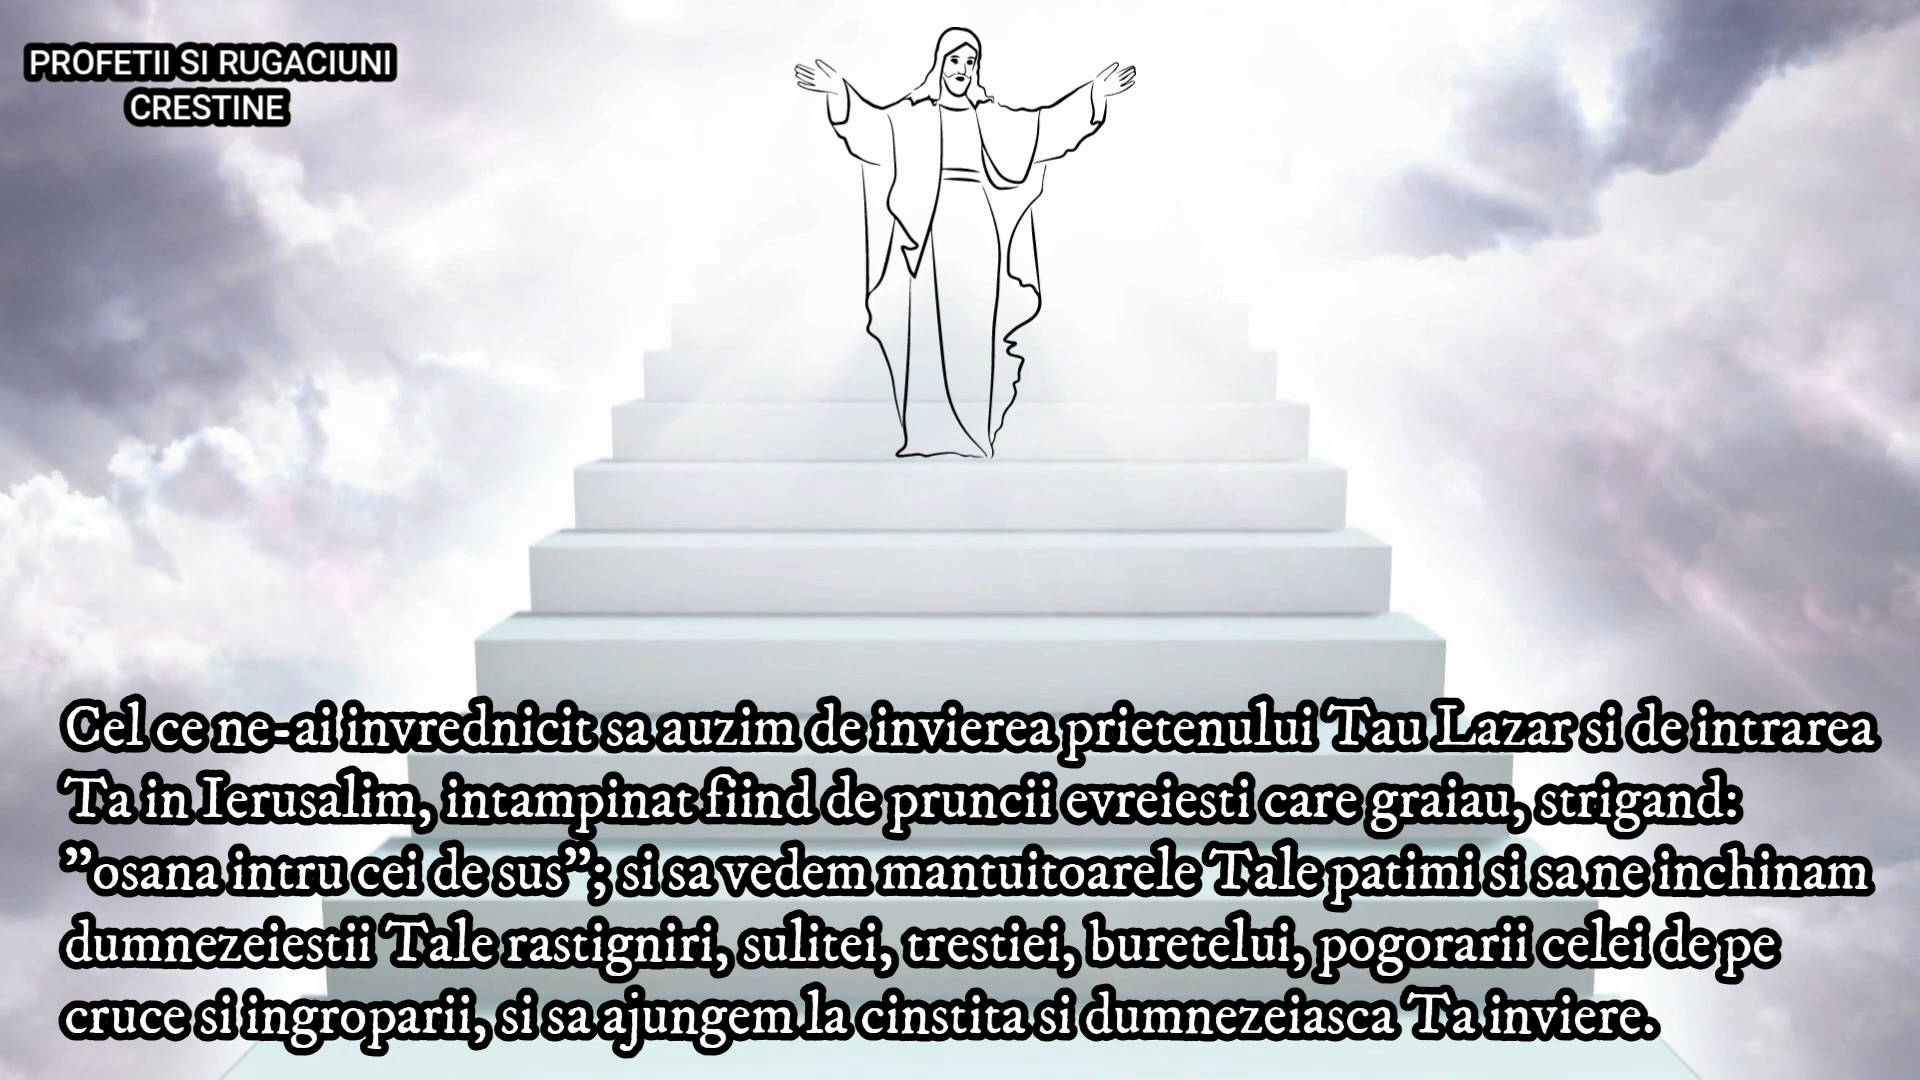 PROFETII SI RUGACIUNI
CRESTINE
Cel ce ne-ai invrednicit sa auzim de invierea prietenului Tau Lazar si de intrarea
Ta in Ierusalim, intampinat fiind de pruncii evreiesti care graiau, strigand:
"osana intru cei de sus"; si sa vedem mantuitoarele Tale patimi si sa ne inchinam
dumnezeiestii Tale rastigniri, sulitei, trestiei, buretelui, pogorarii celei de pe
cruce si ingroparii, si sa ajungem la cinstita si dumnezeiasca Ta inviere.